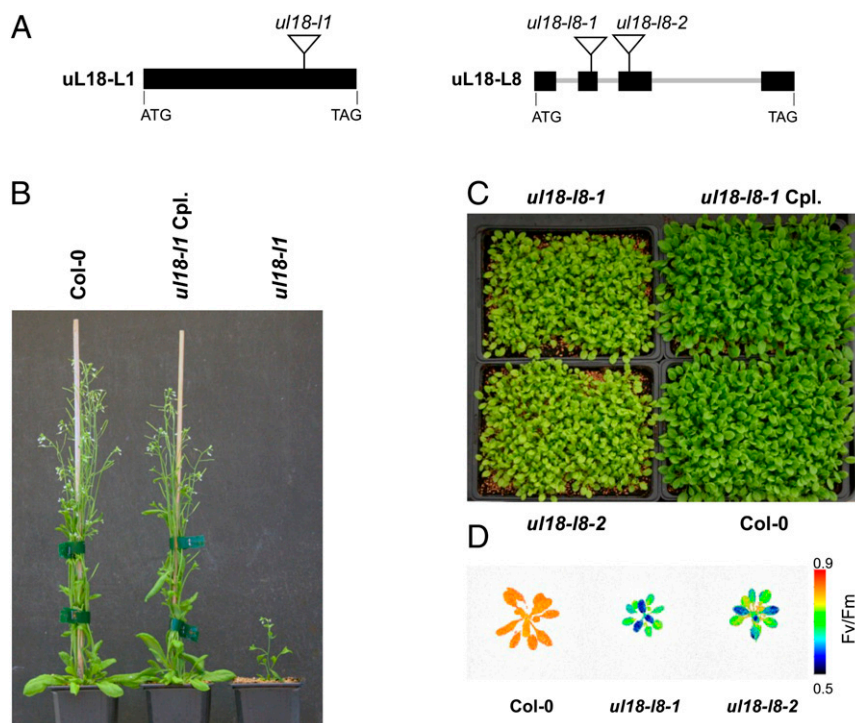 A
ul18-l1
uL18-L1
ATG
TAG
ul18-l8-1
ul18-l8-2
uL18-L8
ATG
TAG
B
Col-0
ul18-l1 Cpl.
ul18-l1
C
ul18-l8-1
ul18-l8-1 Cpl.
ul18-l8-2
Col-0
D
0.9
Fv/Fm
0.5
Col-0
ul18-l8-1
ul18-l8-2